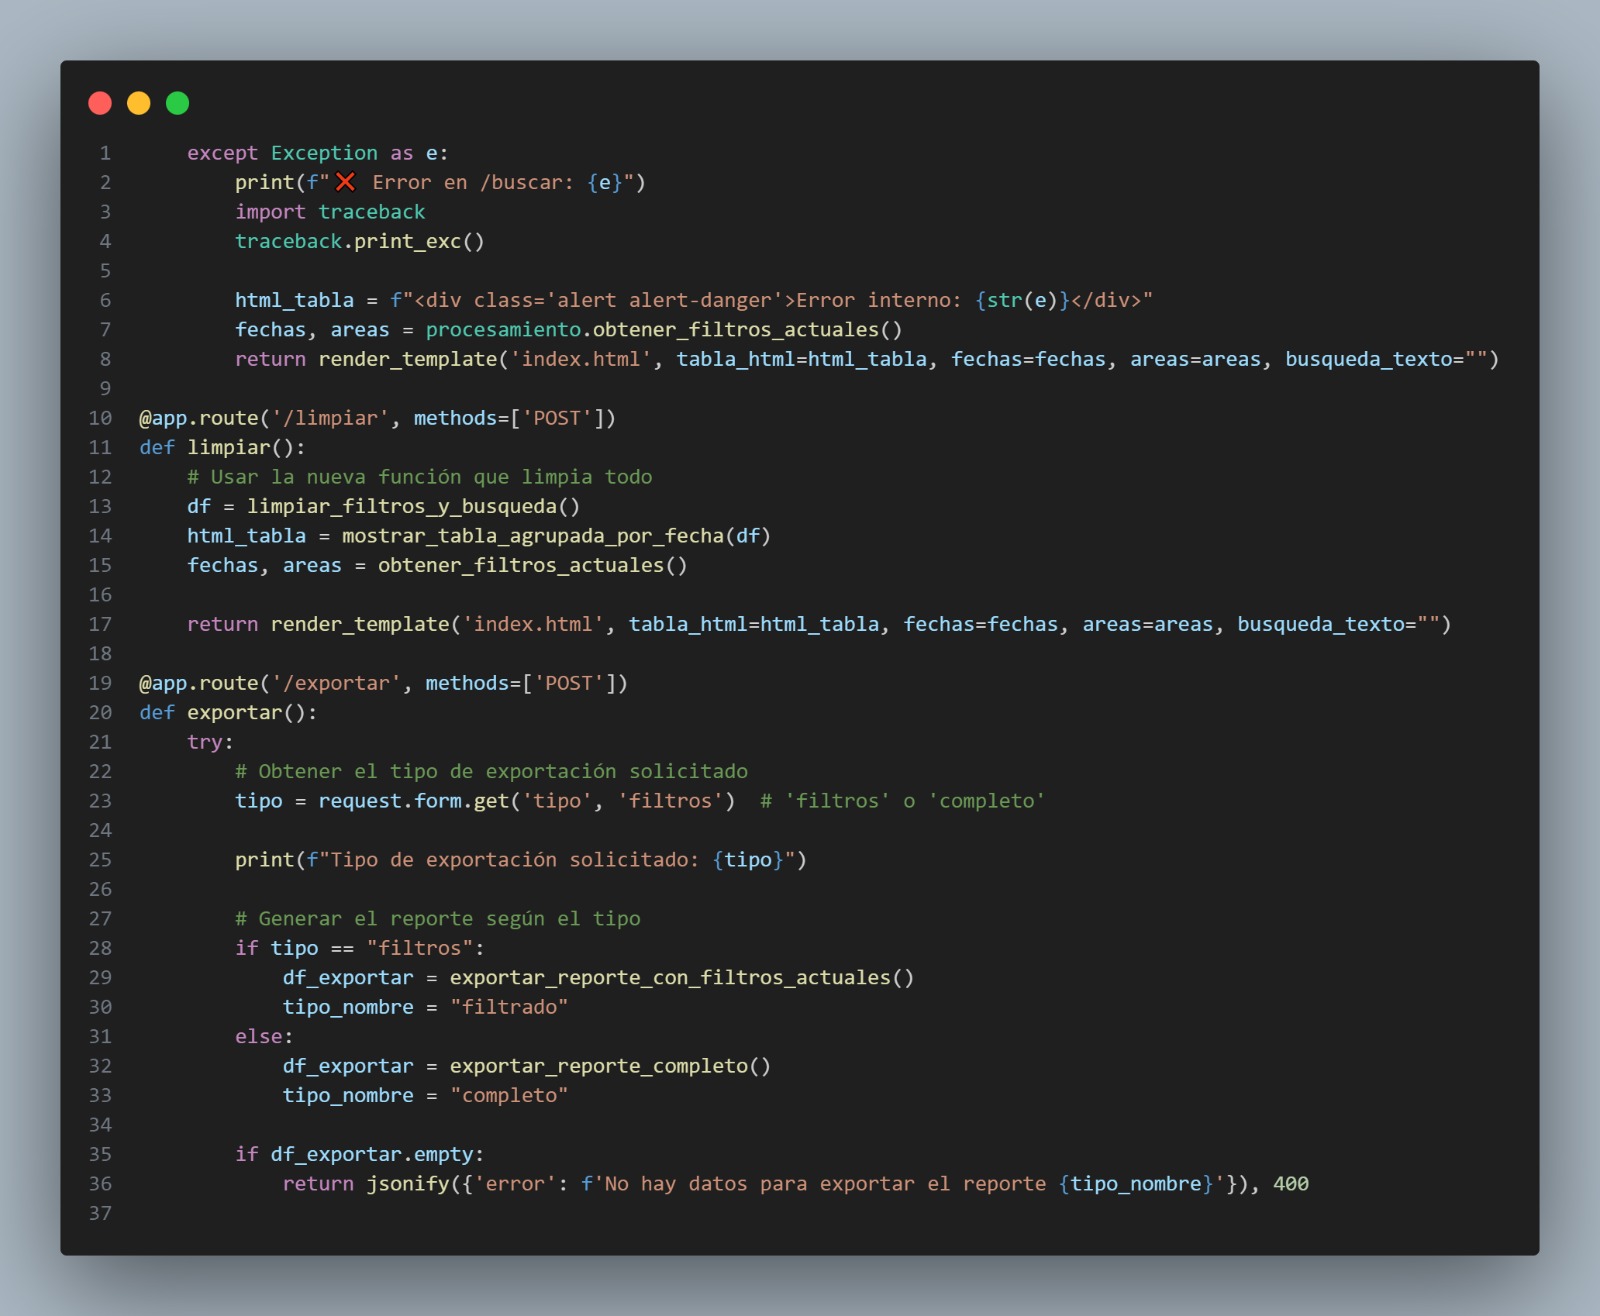 1     except Exception as e:
2         print(f"❌ Error en /buscar: {e}")
3         import traceback
4         traceback.print_exc()
5
6         html_tabla = f"<div class='alert alert-danger'>Error interno: {str(e)}</div>"
7         fechas, areas = procesamiento.obtener_filtros_actuales()
8         return render_template('index.html', tabla_html=html_tabla, fechas=fechas, areas=areas, busqueda_texto="")
9
10 @app.route('/limpiar', methods=['POST'])
11 def limpiar():
12     # Usar la nueva función que limpia todo
13     df = limpiar_filtros_y_busqueda()
14     html_tabla = mostrar_tabla_agrupada_por_fecha(df)
15     fechas, areas = obtener_filtros_actuales()
16
17     return render_template('index.html', tabla_html=html_tabla, fechas=fechas, areas=areas, busqueda_texto="")
18
19 @app.route('/exportar', methods=['POST'])
20 def exportar():
21     try:
22         # Obtener el tipo de exportación solicitado
23         tipo = request.form.get('tipo', 'filtros')  # 'filtros' o 'completo'
24
25         print(f"Tipo de exportación solicitado: {tipo}")
26
27         # Generar el reporte según el tipo
28         if tipo == "filtros":
29             df_exportar = exportar_reporte_con_filtros_actuales()
30             tipo_nombre = "filtrado"
31         else:
32             df_exportar = exportar_reporte_completo()
33             tipo_nombre = "completo"
34
35         if df_exportar.empty:
36             return jsonify({'error': f'No hay datos para exportar el reporte {tipo_nombre}'}), 400
37